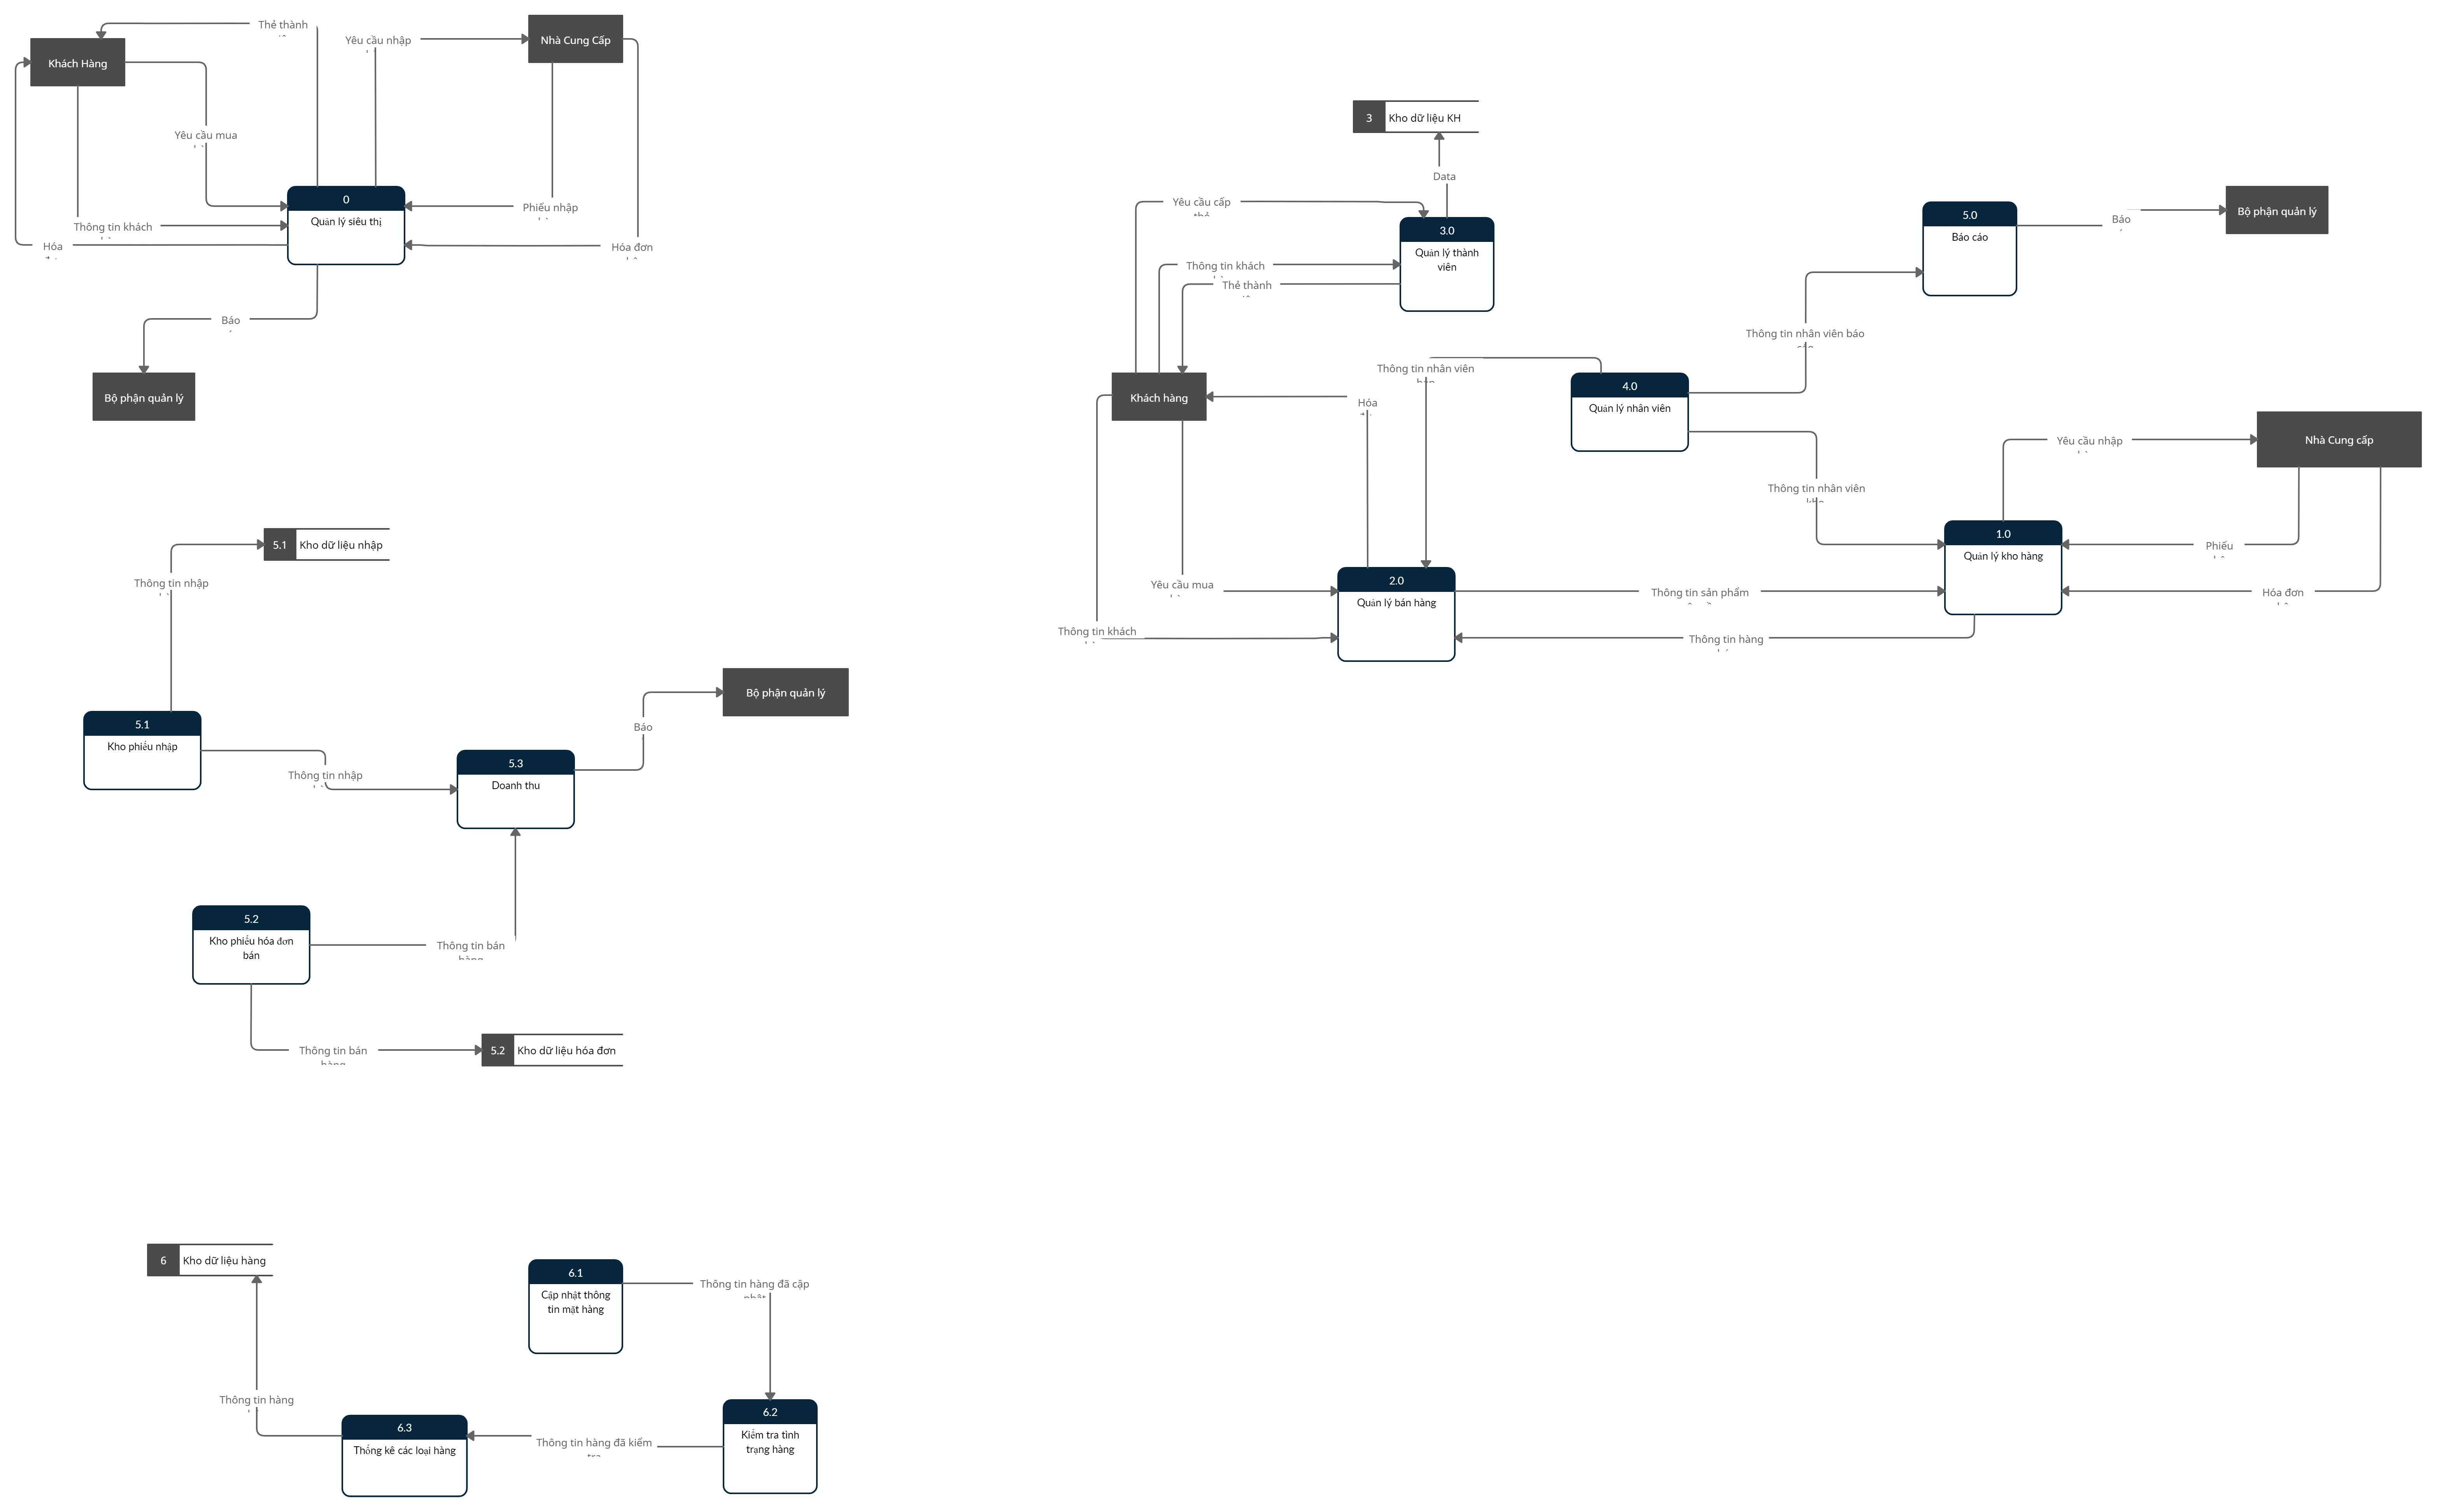 Thẻ thành
Khách Hàng
Yêu cầu nhập
Nhà Cung Cấp
Yêu cầu mua
0
Quản lý siêu thị
Phiếu nhập
Thông tin khách
Hóa
Hóa đơn
Báo
Bộ phận quản lý
3
Kho dữ liệu KH
Data
Yêu cầu cấp
3.0
Quản lý thành
viên
Thông tin khách
Thẻ thành
5.0
Báo cáo
Báo
Bộ phận quản lý
Thông tin nhân viên báo
Thông tin nhân viên
Khách hàng
Hóa
4.0
Quản lý nhân viên
Yêu cầu nhập
Nhà Cung cấp
Thông tin nhân viên
1.0
Quản lý kho hàng
Phiếu
Yêu cầu mua
2.0
Quản lý bán hàng
Thông tin sản phẩm
Hóa đơn
Thông tin khách
Thông tin hàng
5.1
Kho dữ liệu nhập
Thông tin nhập
5.1
Kho phiếu nhập
Thông tin nhập
5.3
Doanh thu
Báo
Bộ phận quản lý
5.2
Kho phiếu hóa đơn
bán
Thông tin bán
hàng
Thông tin bán
hàng
5.2
Kho dữ liệu hóa đơn
6
Kho dữ liệu hàng
6.1
Cập nhật thông
tin mặt hàng
Thông tin hàng đã cập
Thông tin hàng
6.3
Thống kê các loại hàng
Thông tin hàng đã kiểm
tra
6.2
Kiểm tra tình
trạng hàng